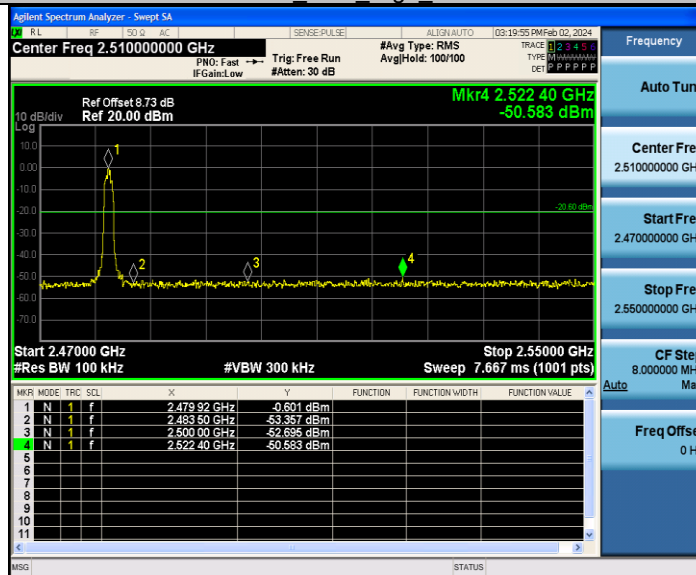 Agilent Spectrum Analyzer - Swept SA
RL RF 50 Ω AC SENSE:PULSE ALIGNAUTO 03:19:55 PM Feb 02, 2024
Center Freq 2.510000000 GHz
PNO: Fast
IFGain:Low
Trig: Free Run
#Atten: 30 dB
#Avg Type: RMS
Avg|Hold: 100/100
TRACE 1 2 3 4 5 6
TYPE M
DET P P P P P P
Ref Offset 8.73 dB
10 dB/div Ref 20.00 dBm
Log
Mkr4 2.522 40 GHz
-50.583 dBm
10.0
0.00
-10.0
-20.0
-30.0
-40.0
-50.0
-60.0
-70.0
1
2
3
4
-20.60 dBm
Start 2.47000 GHz Stop 2.55000 GHz
#Res BW 100 kHz #VBW 300 kHz Sweep 7.667 ms (1001 pts)
MKR MODE TRC SCL X Y FUNCTION FUNCTION WIDTH FUNCTION VALUE
1 N 1 f 2.479 92 GHz -0.601 dBm
2 N 1 f 2.483 50 GHz -53.357 dBm
3 N 1 f 2.500 00 GHz -52.695 dBm
4 N 1 f 2.522 40 GHz -50.583 dBm
5
6
7
8
9
10
11
MSG STATUS
Frequency
Auto Tun
Center Fre
2.510000000 GH
Start Fre
2.470000000 GH
Stop Fre
2.550000000 GH
CF Ste
8.000000 MH
Auto Ma
Freq Offse
0 H